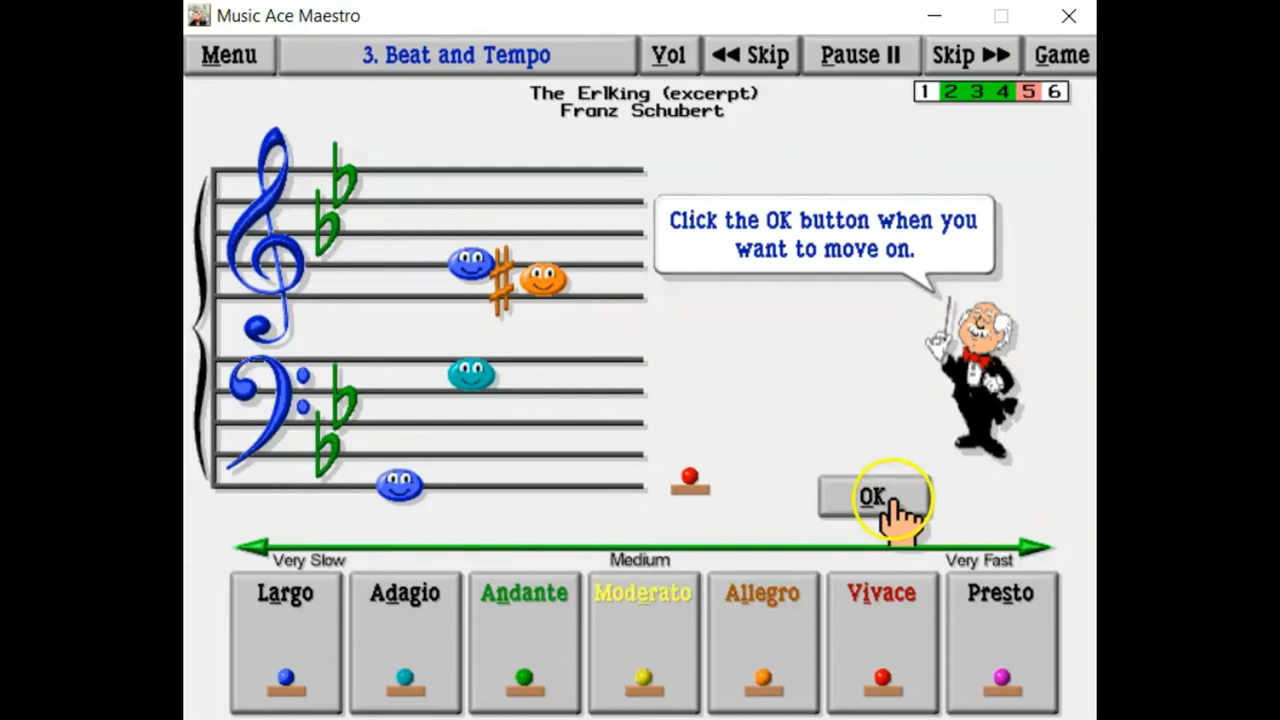 Music Ace Maestro
Menu
3. Beat and Tempo
Vol
Skip
Pause
Skip
Game
The Erlking (excerpt)
Franz Schubert
1 2 3 4 5 6
Click the OK button when you
want to move on.
OK
Very Slow
Medium
Very Fast
Largo
Adagio
Andante
Moderato
Allegro
Vivace
Presto